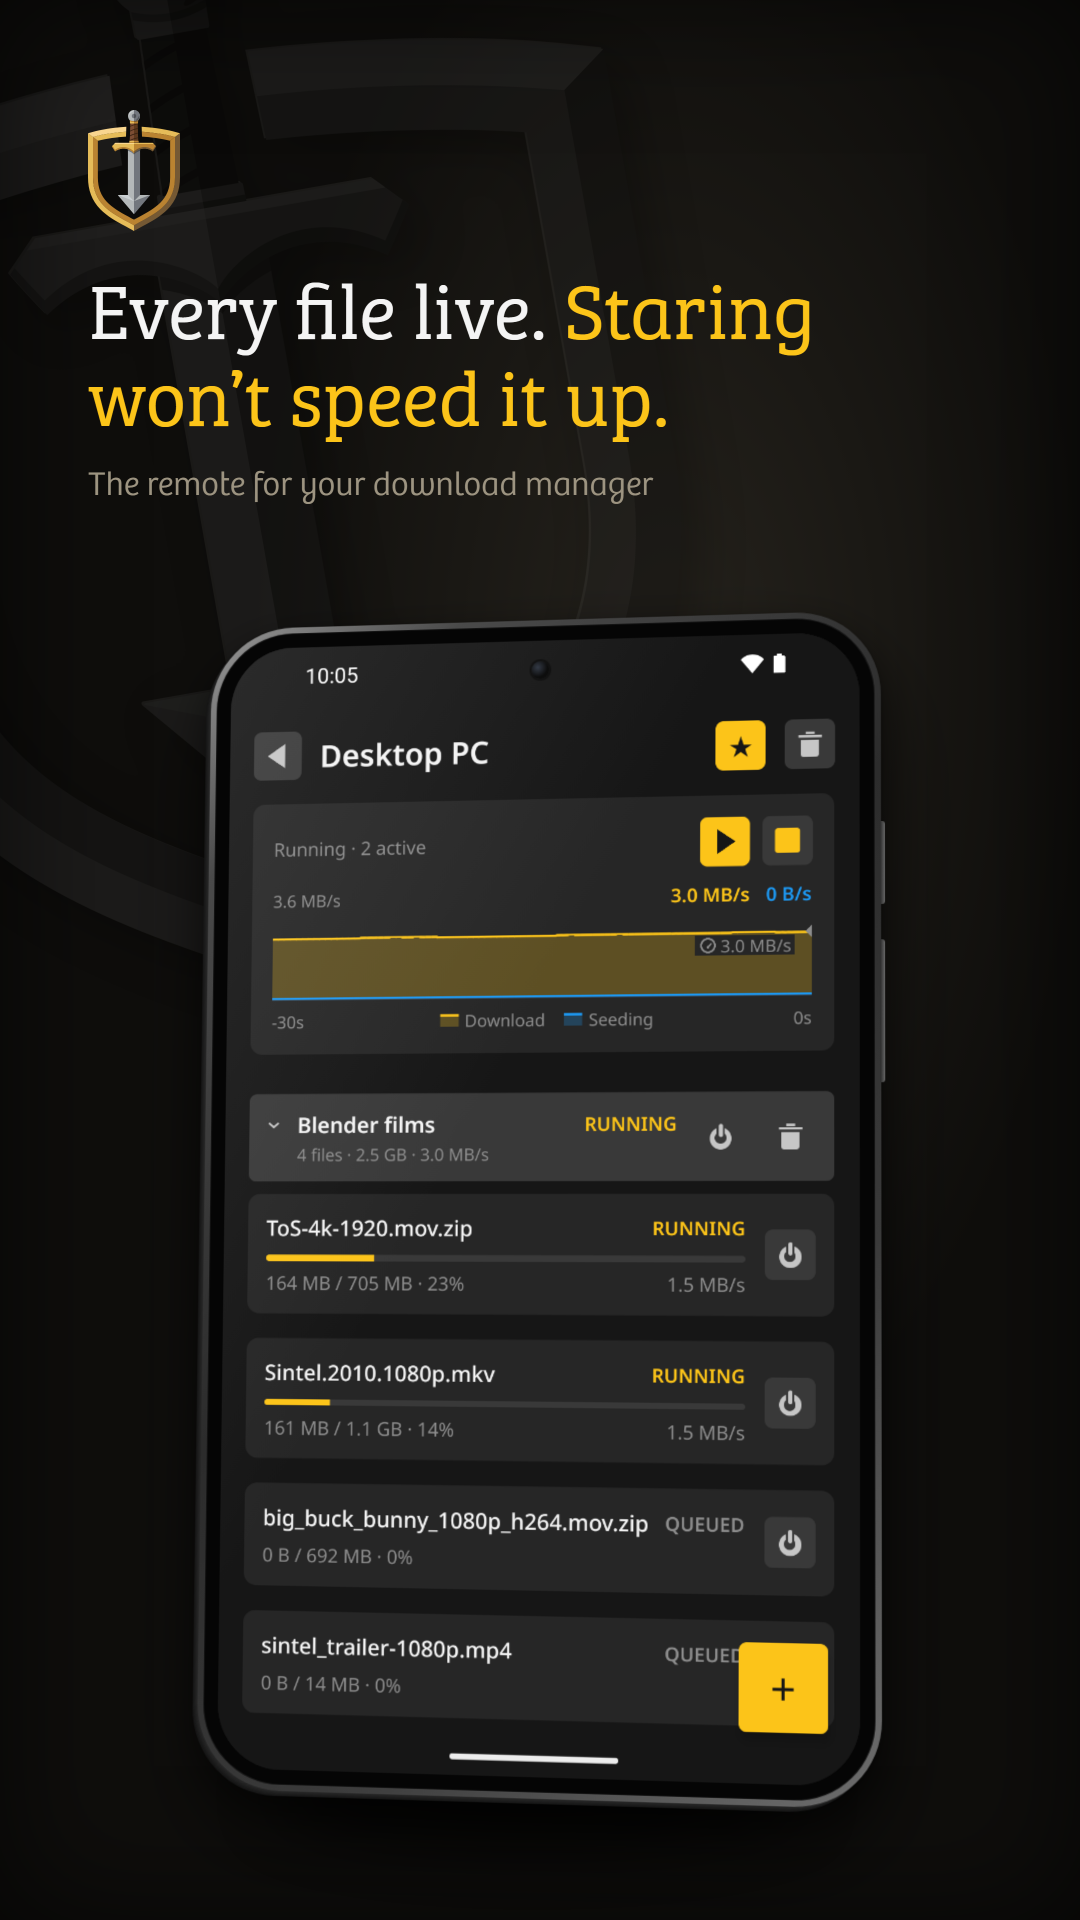 Every file live. Staring
won't speed it up.
The remote for your download manager
10:05
Desktop PC
Running · 2 active
3.6 MB/s
3.0 MB/s 0 B/s
3.0 MB/s
-30s Download Seeding 0s
Blender films RUNNING
4 files · 2.5 GB · 3.0 MB/s
ToS-4k-1920.mov.zip RUNNING
164 MB / 705 MB · 23% 1.5 MB/s
Sintel.2010.1080p.mkv RUNNING
161 MB / 1.1 GB · 14% 1.5 MB/s
big_buck_bunny_1080p_h264.mov.zip QUEUED
0 B / 692 MB · 0%
sintel_trailer-1080p.mp4 QUEUED
0 B / 14 MB · 0%
+